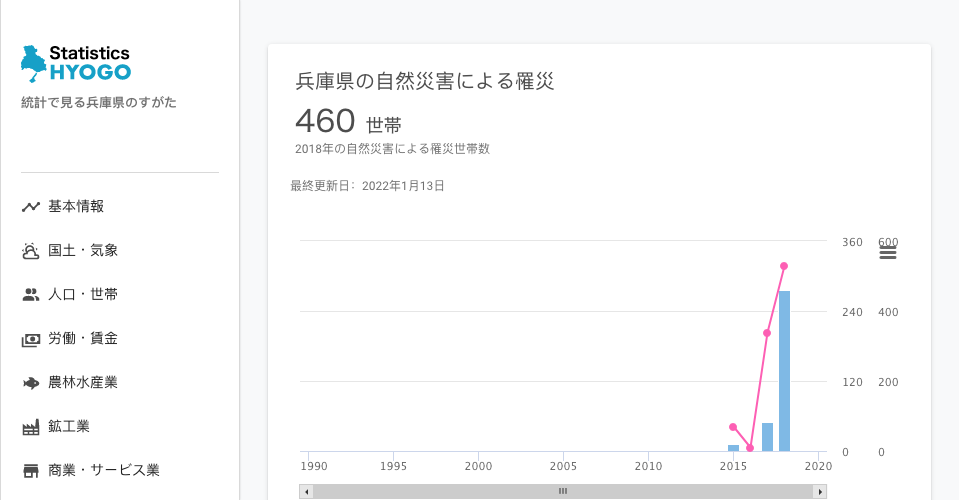 Statistics
HYOGO
統計で見る兵庫県のすがた
基本情報
国土・気象
人口・世帯
労働・賃金
農林水産業
鉱工業
商業・サービス業
兵庫県の自然災害による罹災
460 世帯
2018年の自然災害による罹災世帯数
最終更新日：2022年1月13日
360 600
240 400
120 200
0 0
1990 1995 2000 2005 2010 2015 2020